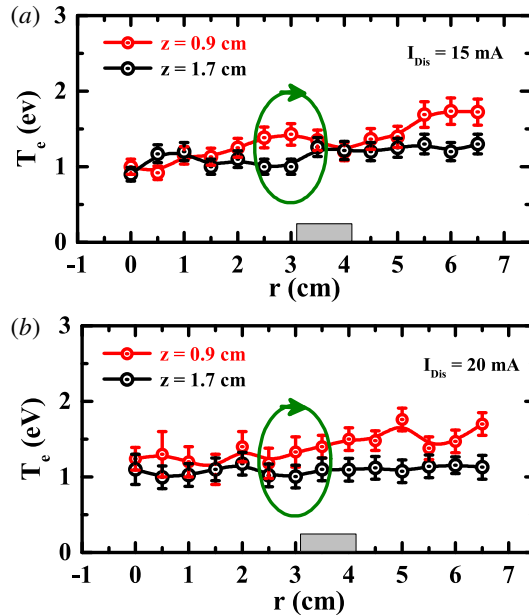 (a)
3
z = 0.9 cm
z = 1.7 cm
I_Dis = 15 mA
2
1
0
T_e (ev)
-1 0 1 2 3 4 5 6 7
r (cm)
(b)
3
z = 0.9 cm
z = 1.7 cm
I_Dis = 20 mA
2
1
0
T_e (eV)
-1 0 1 2 3 4 5 6 7
r (cm)